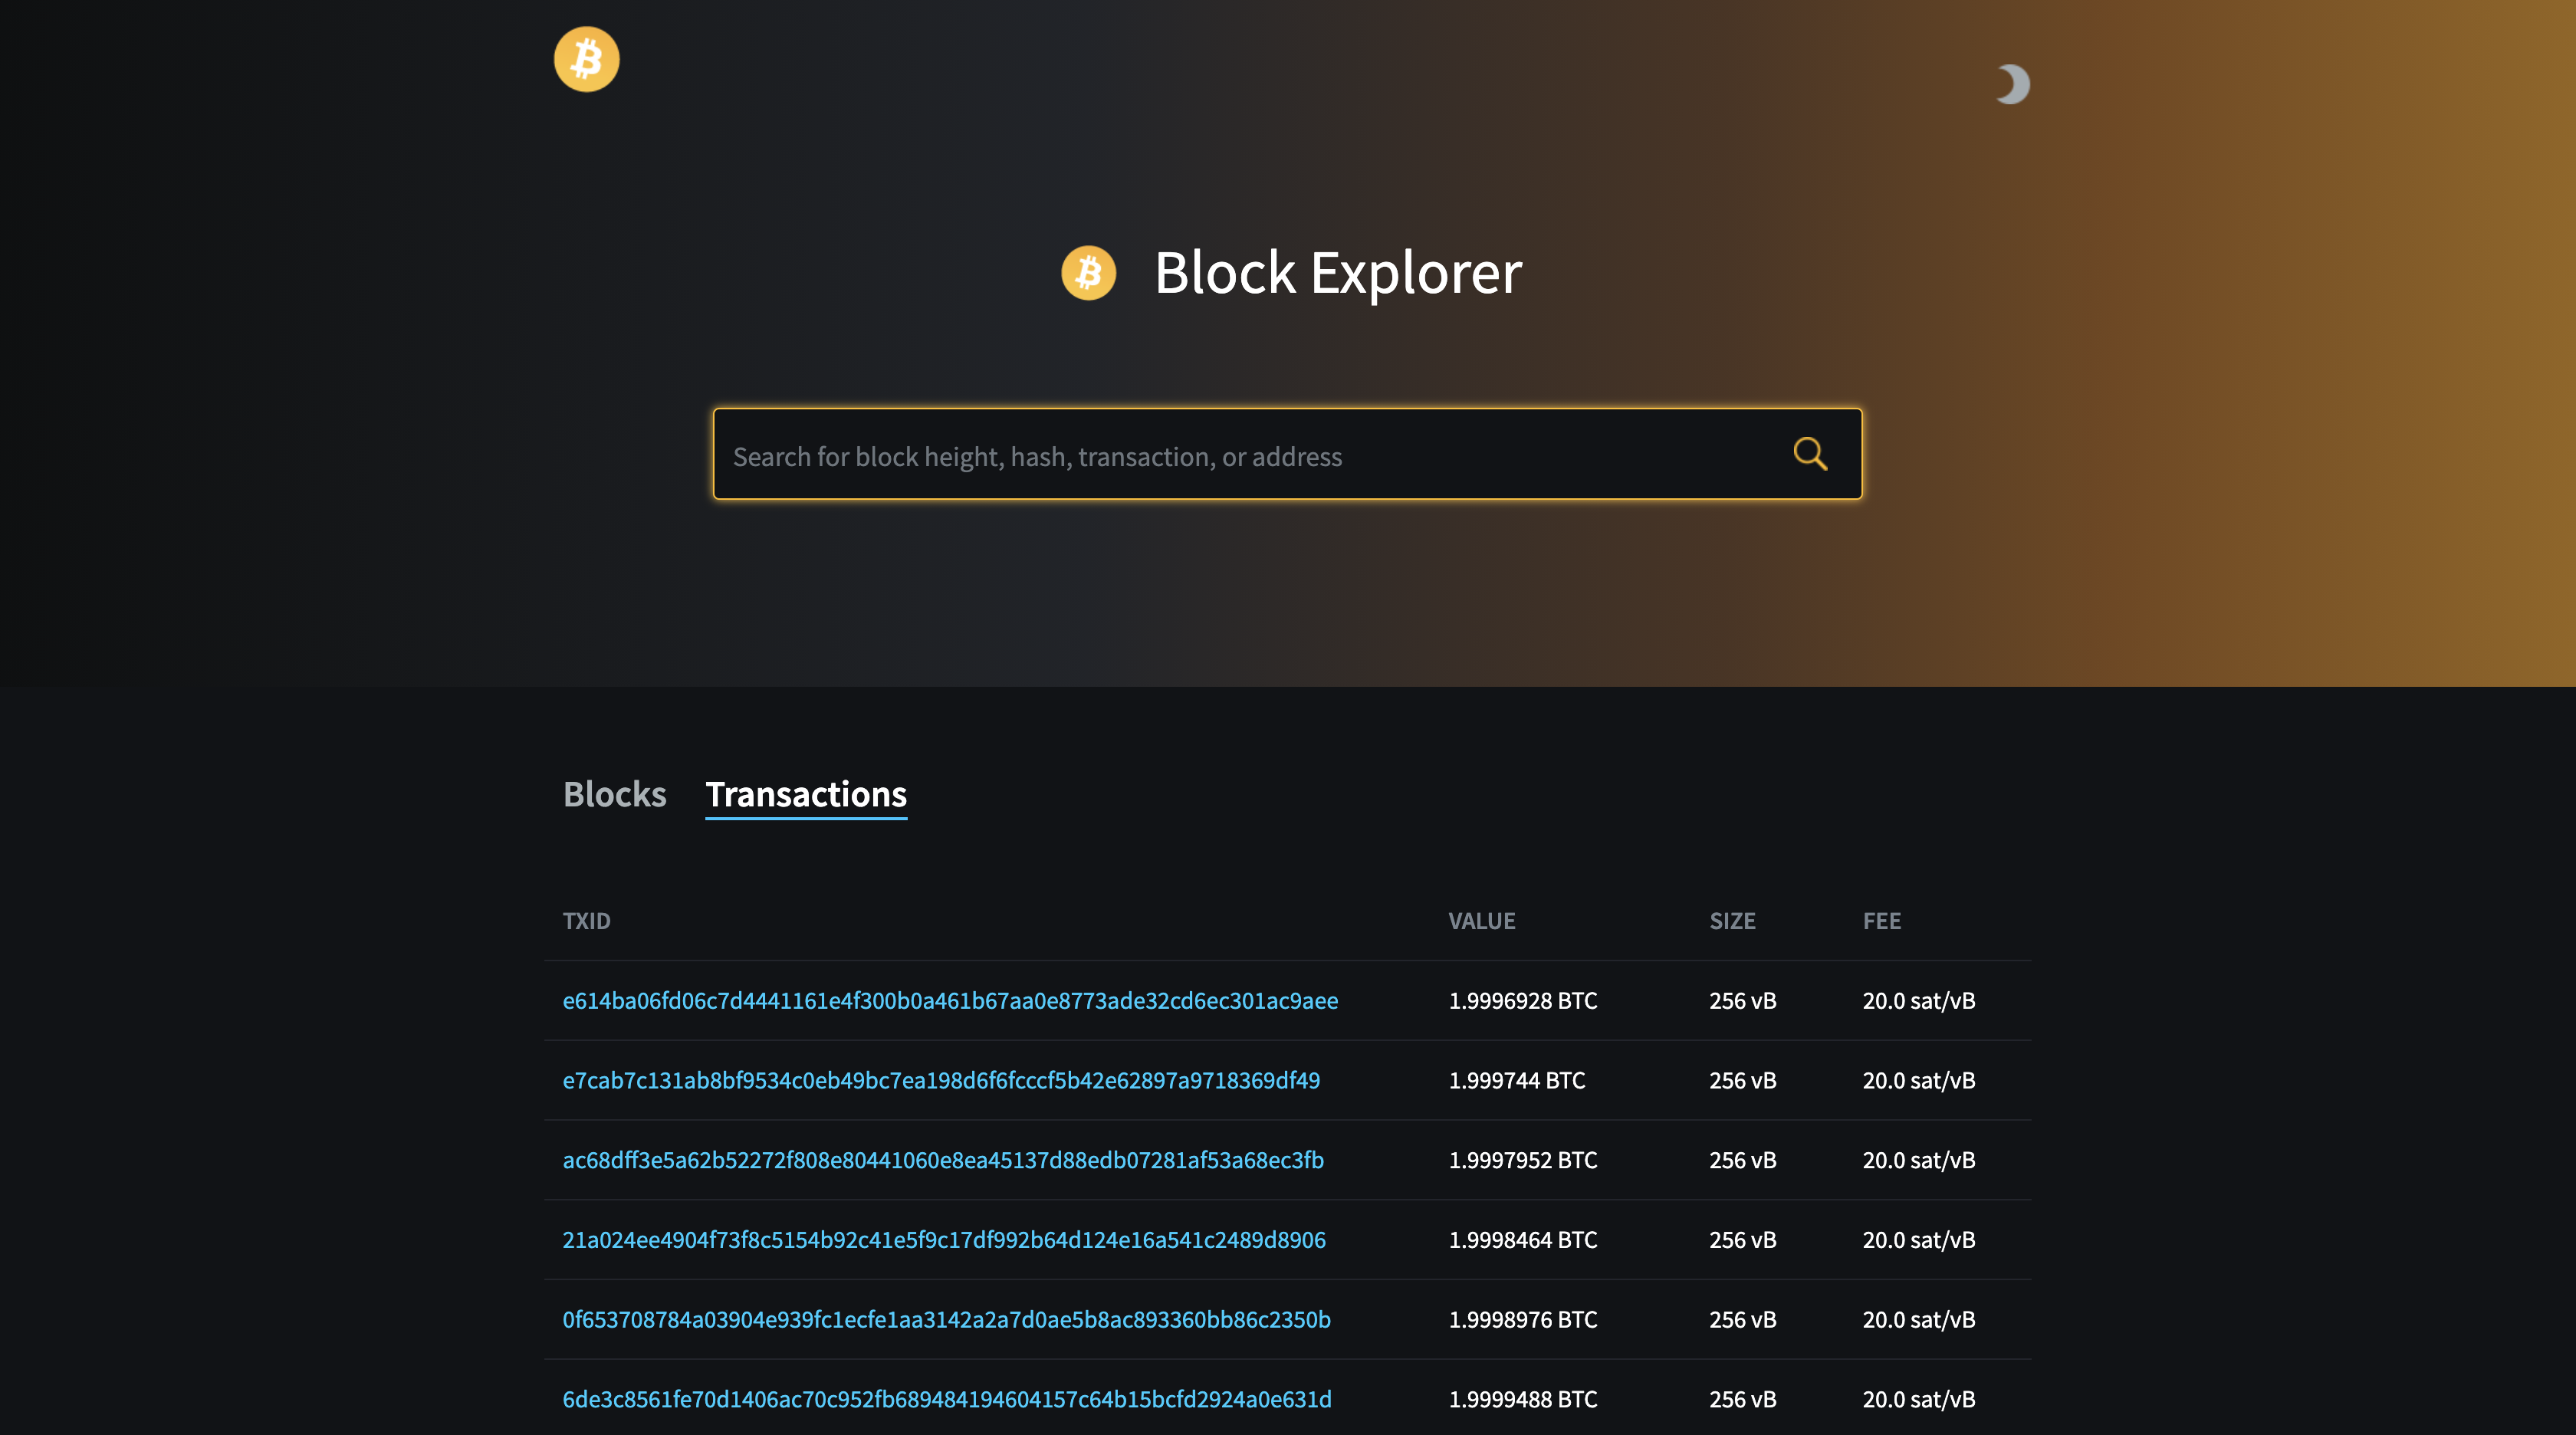 Block Explorer
Search for block height, hash, transaction, or address
Blocks Transactions
TXID VALUE SIZE FEE
e614ba06fd06c7d4441161e4f300b0a461b67aa0e8773ade32cd6ec301ac9aee 1.9996928 BTC 256 vB 20.0 sat/vB
e7cab7c131ab8bf9534c0eb49bc7ea198d6f6fcccf5b42e62897a9718369df49 1.999744 BTC 256 vB 20.0 sat/vB
ac68dff3e5a62b52272f808e80441060e8ea45137d88edb07281af53a68ec3fb 1.9997952 BTC 256 vB 20.0 sat/vB
21a024ee4904f73f8c5154b92c41e5f9c17df992b64d124e16a541c2489d8906 1.9998464 BTC 256 vB 20.0 sat/vB
0f653708784a03904e939fc1ecfe1aa3142a2a7d0ae5b8ac893360bb86c2350b 1.9998976 BTC 256 vB 20.0 sat/vB
6de3c8561fe70d1406ac70c952fb689484194604157c64b15bcfd2924a0e631d 1.9999488 BTC 256 vB 20.0 sat/vB